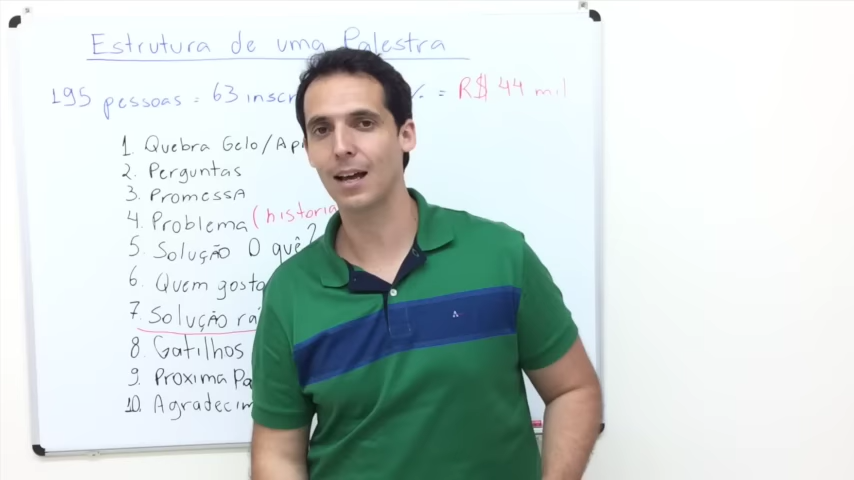 Estrutura de uma Palestra
195 pessoas = 63 inscr % = R$ 44 mil
1. Quebra Gelo/Ap
2. Perguntas
3. PromessA
4. Problema (historia
5. Solução O quê?
6. Quem gosta
7. Solução rá
8. Gatilhos
9. Proxima Pa
10. Agradecim